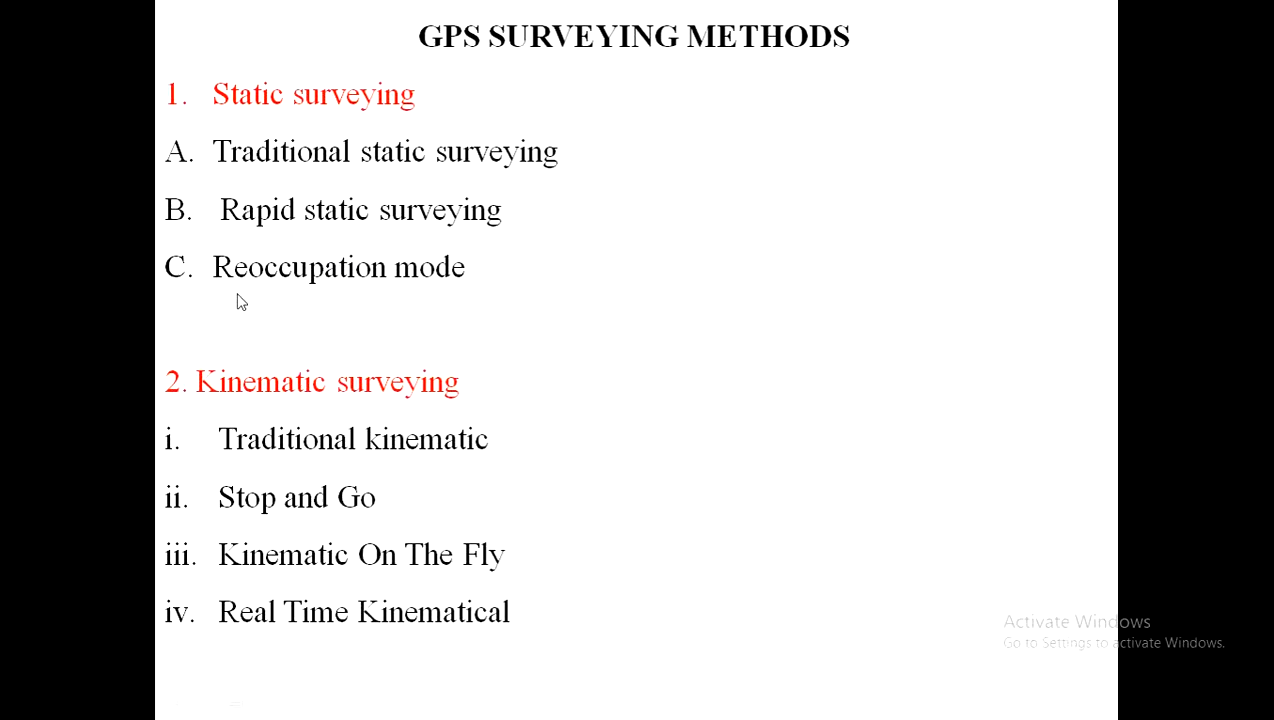 GPS SURVEYING METHODS
1. Static surveying
A. Traditional static surveying
B. Rapid static surveying
C. Reoccupation mode
2. Kinematic surveying
i. Traditional kinematic
ii. Stop and Go
iii. Kinematic On The Fly
iv. Real Time Kinematical
Activate Windows
Go to Settings to activate Windows.